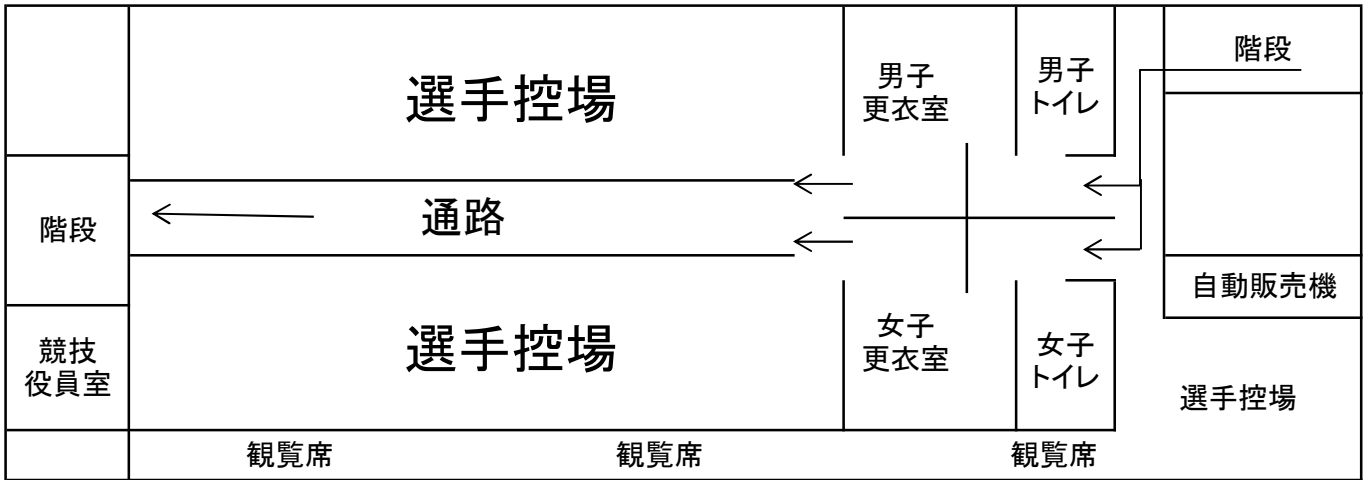 選手控場
男子
更衣室
男子
トイレ
階段
階段
通路
自動販売機
競技
役員室
選手控場
女子
更衣室
女子
トイレ
選手控場
観覧席
観覧席
観覧席